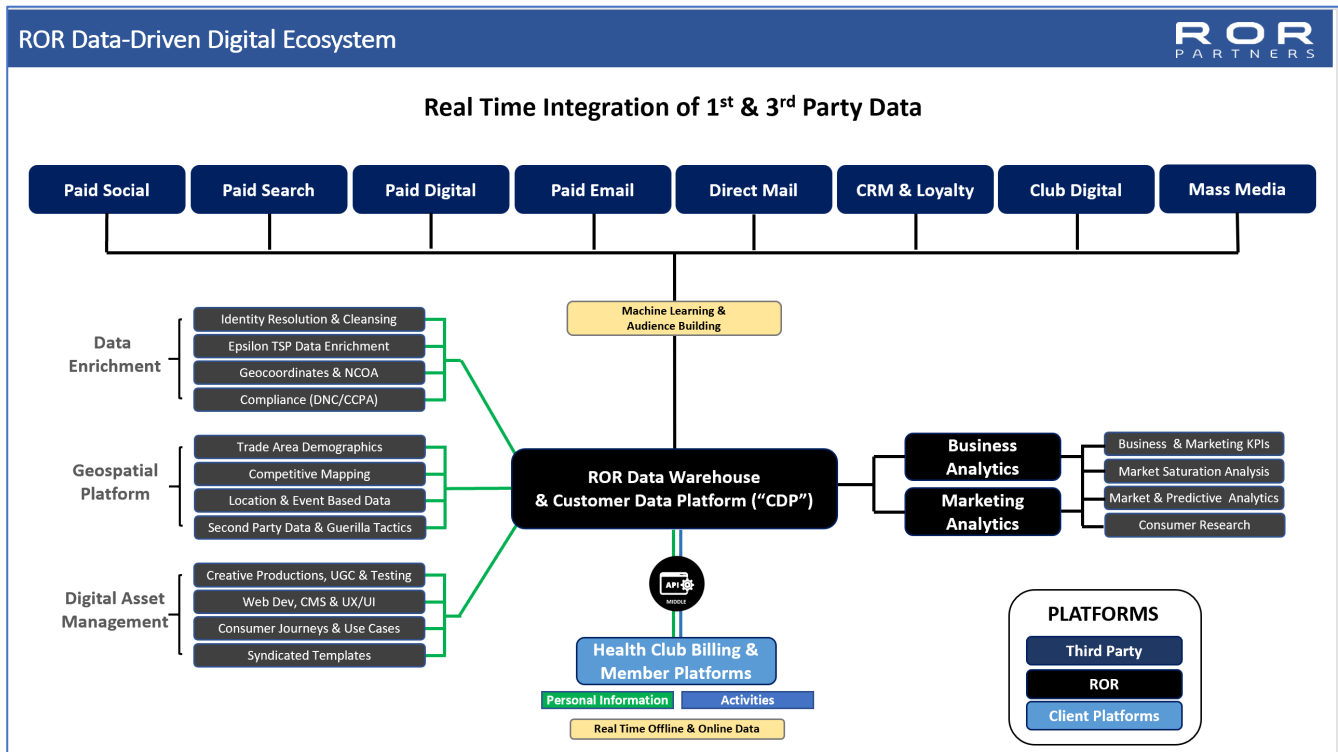 ROR Data-Driven Digital Ecosystem
ROR
PARTNERS
Real Time Integration of 1st & 3rd Party Data
Paid Social
Paid Search
Paid Digital
Paid Email
Direct Mail
CRM & Loyalty
Club Digital
Mass Media
Machine Learning &
Audience Building
Data
Enrichment
Identity Resolution & Cleansing
Epsilon TSP Data Enrichment
Geocoordinates & NCOA
Compliance (DNC/CCPA)
Geospatial
Platform
Trade Area Demographics
Competitive Mapping
Location & Event Based Data
Second Party Data & Guerilla Tactics
Digital Asset
Management
Creative Productions, UGC & Testing
Web Dev, CMS & UX/UI
Consumer Journeys & Use Cases
Syndicated Templates
ROR Data Warehouse
& Customer Data Platform (“CDP”)
Business
Analytics
Marketing
Analytics
Business & Marketing KPIs
Market Saturation Analysis
Market & Predictive Analytics
Consumer Research
API
MIDDLE
Health Club Billing &
Member Platforms
Personal Information
Activities
Real Time Offline & Online Data
PLATFORMS
Third Party
ROR
Client Platforms